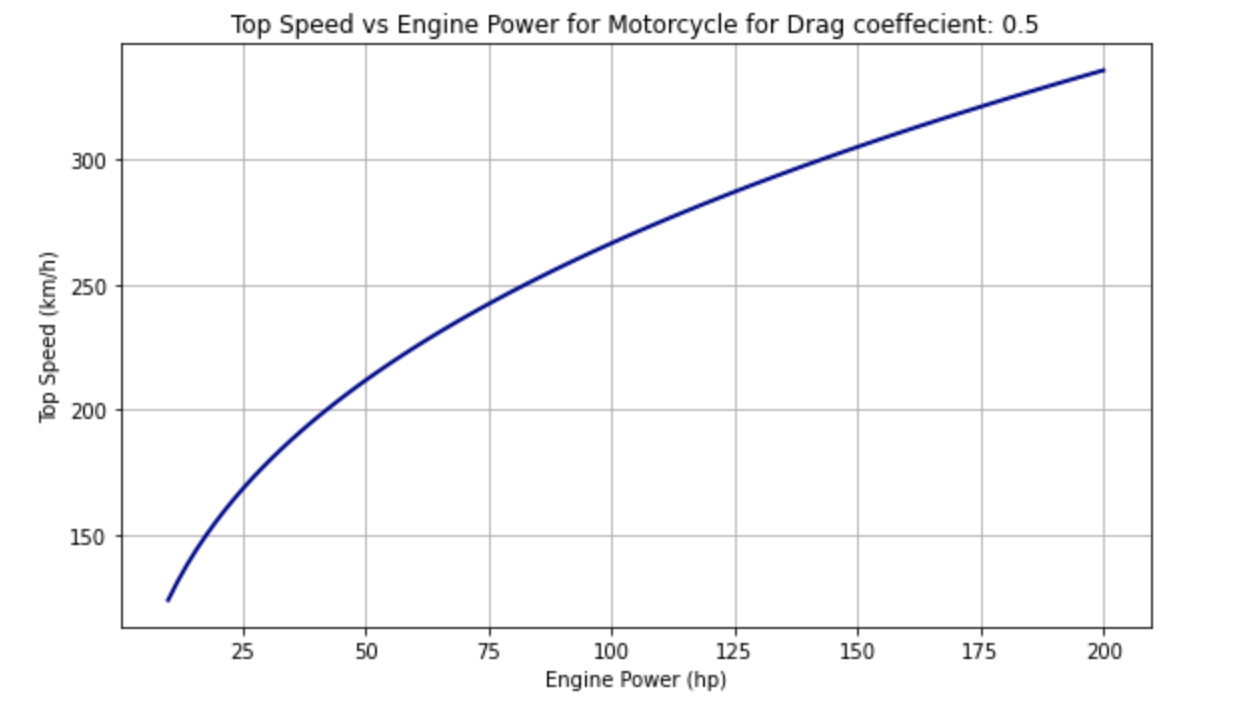 Top Speed vs Engine Power for Motorcycle for Drag coeffecient: 0.5
Top Speed (km/h)
300
250
200
150
25 50 75 100 125 150 175 200
Engine Power (hp)